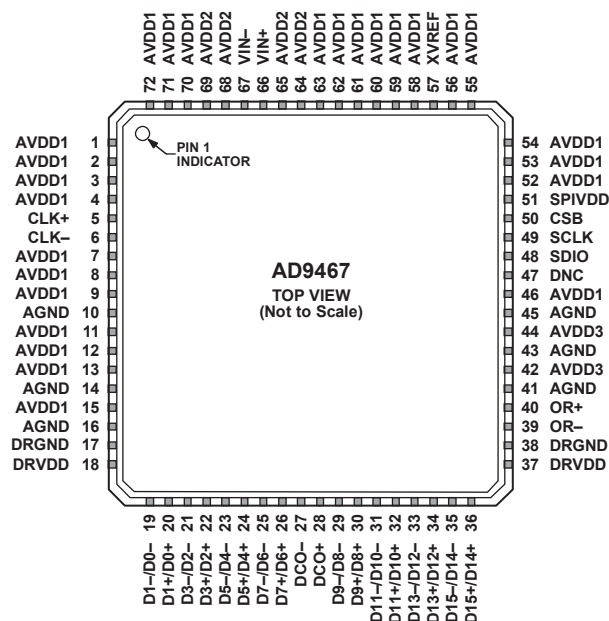 72 AVDD1
71 AVDD1
70 AVDD1
69 AVDD2
68 AVDD2
67 VIN–
66 VIN+
65 AVDD2
64 AVDD2
63 AVDD1
62 AVDD1
61 AVDD1
60 AVDD1
59 AVDD1
58 AVDD1
57 XVREF
56 AVDD1
55 AVDD1
AVDD1 1
AVDD1 2
AVDD1 3
AVDD1 4
CLK+ 5
CLK– 6
AVDD1 7
AVDD1 8
AVDD1 9
AGND 10
AVDD1 11
AVDD1 12
AVDD1 13
AGND 14
AVDD1 15
AGND 16
DRGND 17
DRVDD 18
PIN 1
INDICATOR
AD9467
TOP VIEW
(Not to Scale)
54 AVDD1
53 AVDD1
52 AVDD1
51 SPIVDD
50 CSB
49 SCLK
48 SDIO
47 DNC
46 AVDD1
45 AGND
44 AVDD3
43 AGND
42 AVDD3
41 AGND
40 OR+
39 OR–
38 DRGND
37 DRVDD
D1–/D0– 19
D1+/D0+ 20
D3–/D2– 21
D3+/D2+ 22
D5–/D4– 23
D5+/D4+ 24
D7–/D6– 25
D7+/D6+ 26
DCO– 27
DCO+ 28
D9–/D8– 29
D9+/D8+ 30
D11–/D10– 31
D11+/D10+ 32
D13–/D12– 33
D13+/D12+ 34
D15–/D14– 35
D15+/D14+ 36